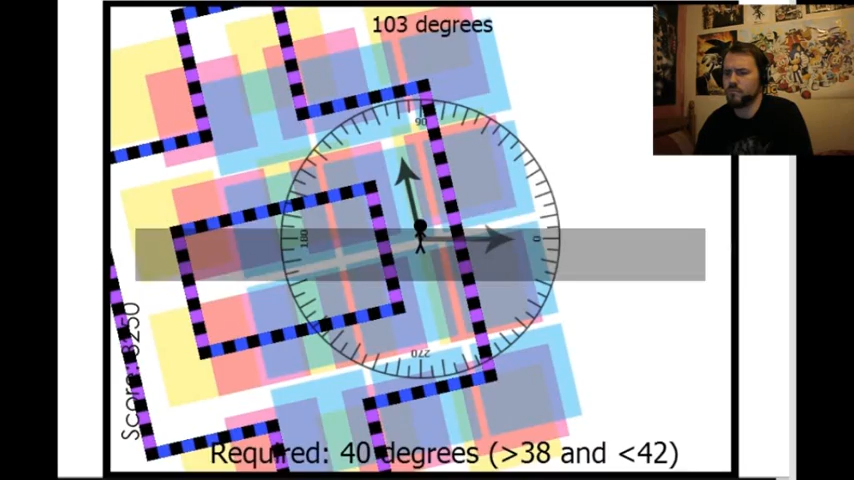 103 degrees
90
180
0
270
Score: 3250
Required: 40 degrees (>38 and <42)